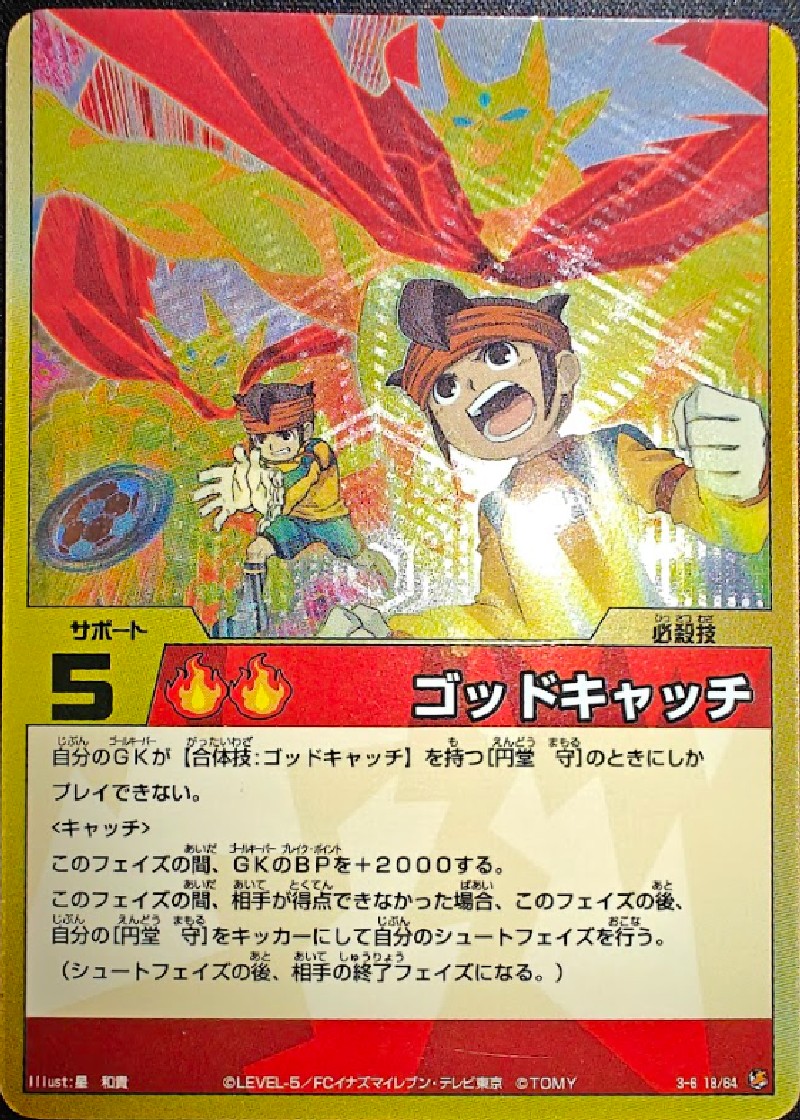 サポート
必殺技
5
ゴッドキャッチ
自分のGKが【合体技:ゴッドキャッチ】を持つ[円堂 守]のときにしか
プレイできない。
<キャッチ>
このフェイズの間、GKのBPを+2000する。
このフェイズの間、相手が得点できなかった場合、このフェイズの後、
自分の[円堂 守]をキッカーにして自分のシュートフェイズを行う。
(シュートフェイズの後、相手の終了フェイズになる。)
Illust:星 和貴 ©LEVEL-5/FCイナズマイレブン・テレビ東京 ©TOMY 3-6 18/64